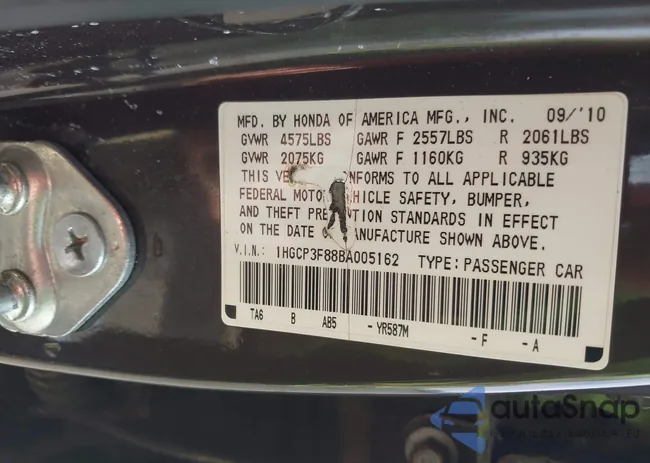 MFD. BY HONDA OF AMERICA MFG., INC. 09/'10
GVWR 4575LBS GAWR F 2557LBS R 2061LBS
GVWR 2075KG GAWR F 1160KG R 935KG
THIS VE ONFORMS TO ALL APPLICABLE
FEDERAL MOTO HICLE SAFETY, BUMPER,
AND THEFT PRE TION STANDARDS IN EFFECT
ON THE DATE ANUFACTURE SHOWN ABOVE.
V.I.N.: 1HGCP3F88BA005162 TYPE: PASSENGER CAR
TA6 B AB5 -YR587M -F -A
autoSnap